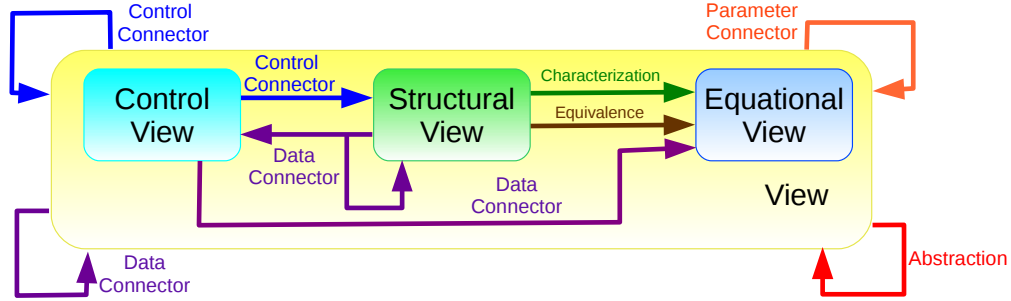 Control
Connector
Parameter
Connector
Control
View
Control
Connector
Structural
View
Characterization
Equivalence
Equational
View
Data
Connector
Data
Connector
View
Data
Connector
Abstraction